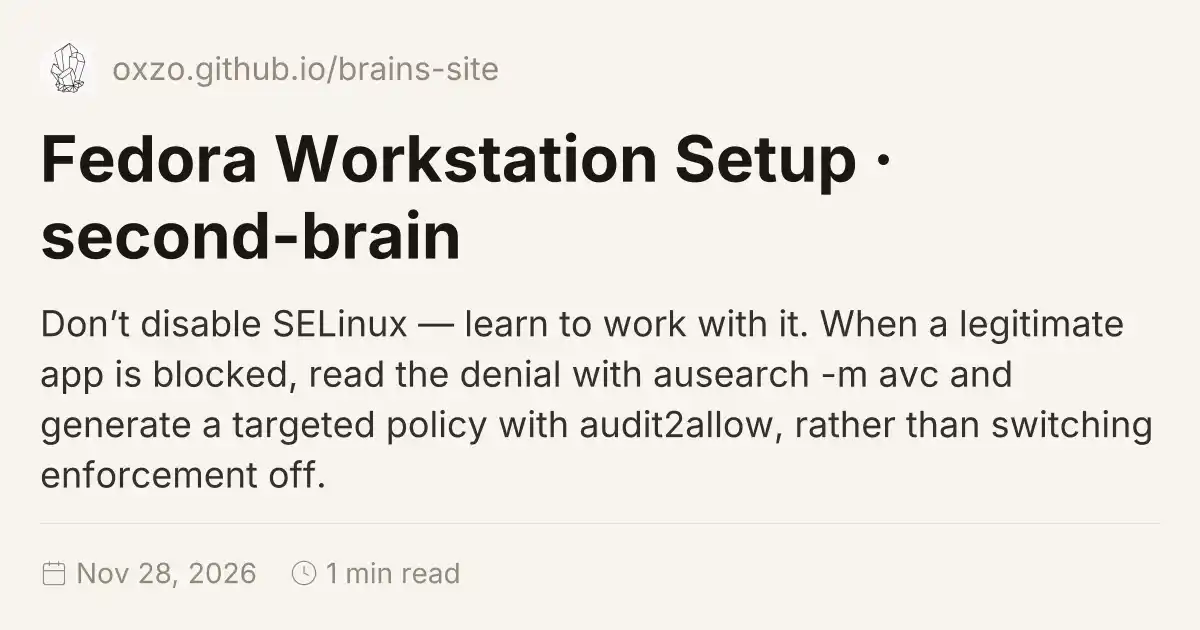 oxzo.github.io/brains-site
Fedora Workstation Setup ·
second-brain
Don’t disable SELinux — learn to work with it. When a legitimate
app is blocked, read the denial with ausearch -m avc and
generate a targeted policy with audit2allow, rather than switching
enforcement off.
Nov 28, 2026 1 min read